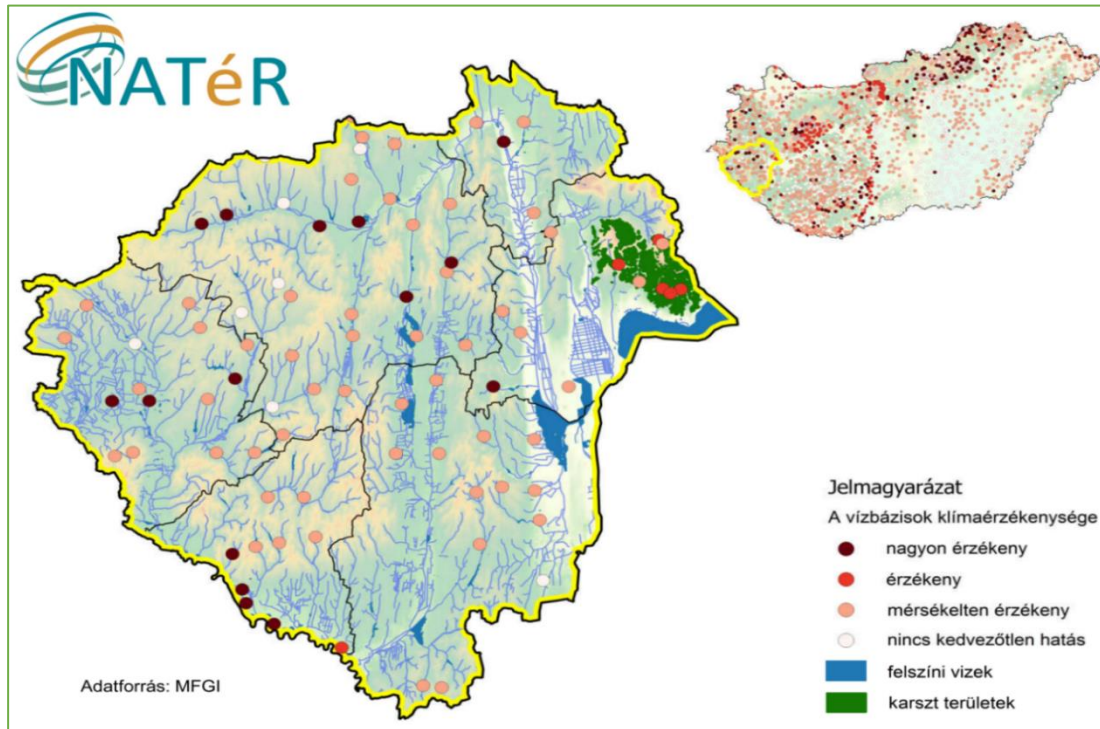 NATéR
Jelmagyarázat
A vízbázisok klímaérzékenysége
nagyon érzékeny
érzékeny
mérsékelten érzékeny
nincs kedvezőtlen hatás
felszíni vizek
karszt területek
Adatforrás: MFGI